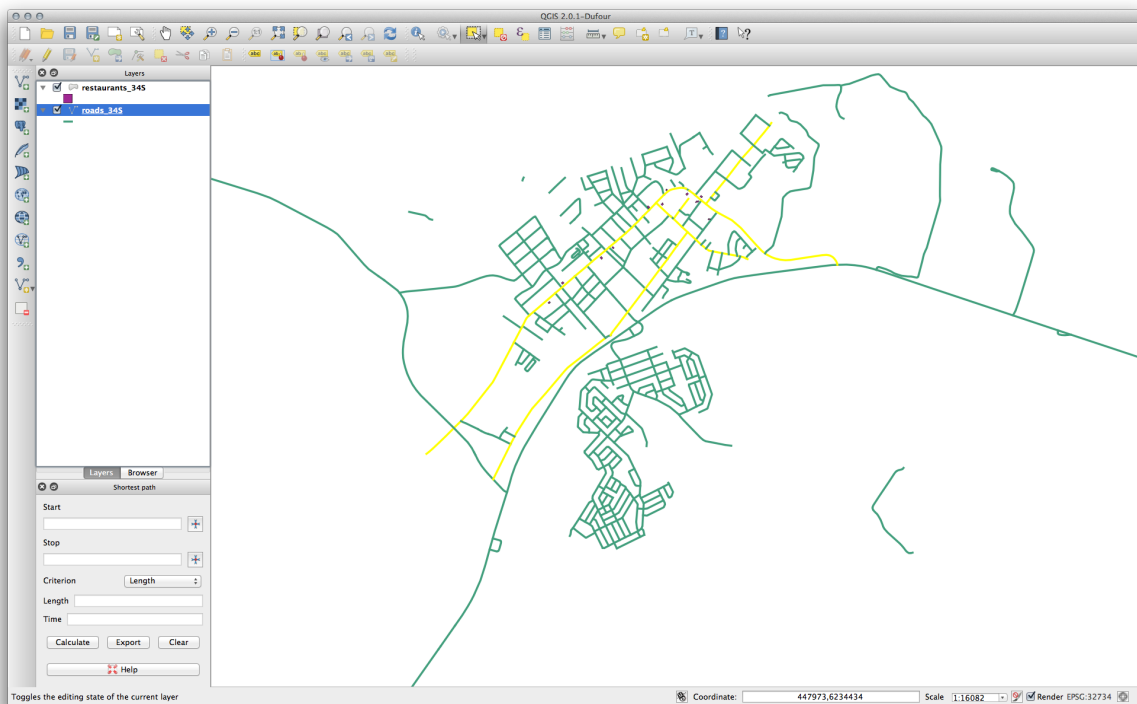 QGIS 2.0.1-Dufour
Layers
restaurants_34S
roads_34S
Layers
Browser
Shortest path
Start
Stop
Criterion
Length
Length
Time
Calculate
Export
Clear
Help
Toggles the editing state of the current layer
Coordinate:
447973,6234434
Scale
1:16082
Render
EPSG:32734